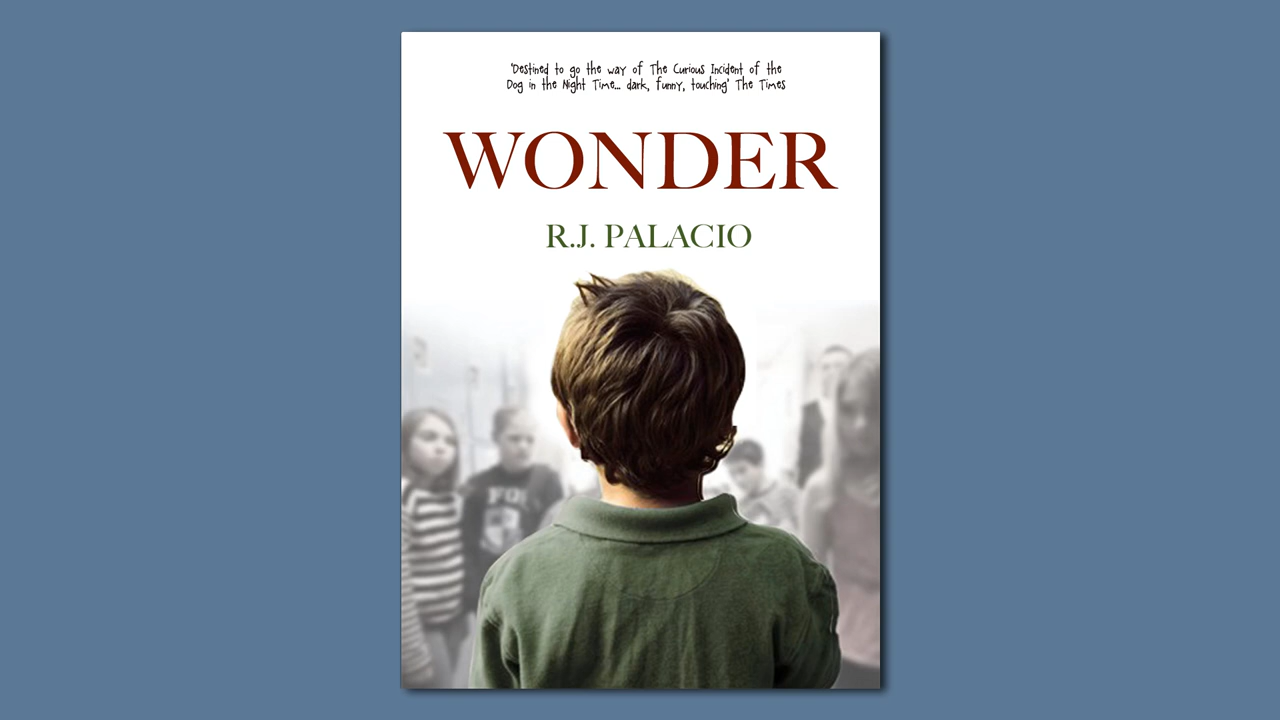 'Destined to go the way of The Curious Incident of the
Dog in the Night Time... dark, funny, touching' The Times
WONDER
R.J. PALACIO